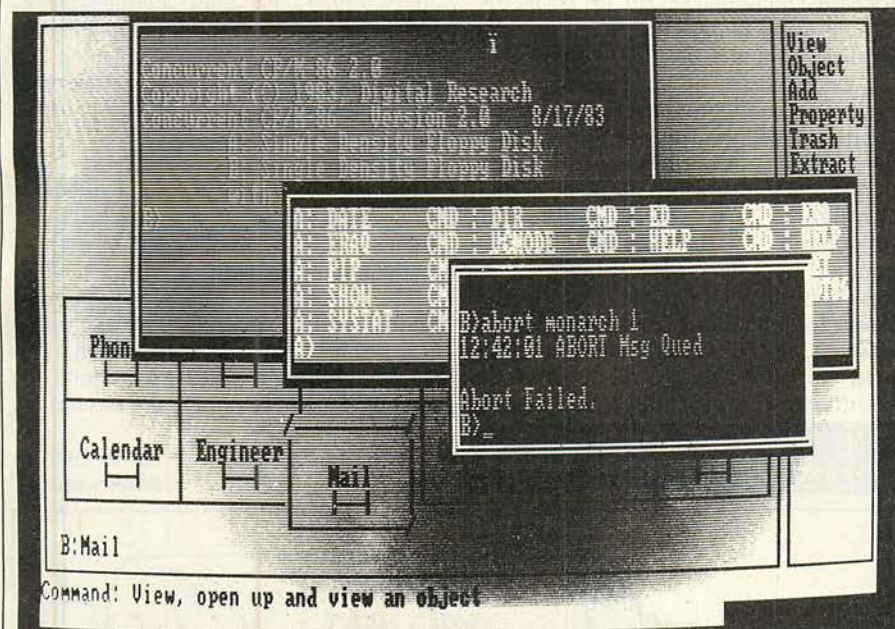 Concurrent CP/M-86 2.0
Copyright (C) 1983, Digital Research
Concurrent CP/M-86 Version 2.0 8/17/83
A: Single Density Floppy Disk
B: Single Density Floppy Disk
B>
View
Object
Add
Property
Trash
Extract
A: DATE CMD : DIR CMD : ED CMD :
A: CMD : CMD : HELP CMD : HELP
A: PIP
A: SHOW
A: SYSTAT
A>
B>abort monarch 1
12:42:01 ABORT Msg Qued
Abort Failed.
B>_
Phon
Calendar
Engineer
Mail
B:Mail
Command: View, open up and view an object